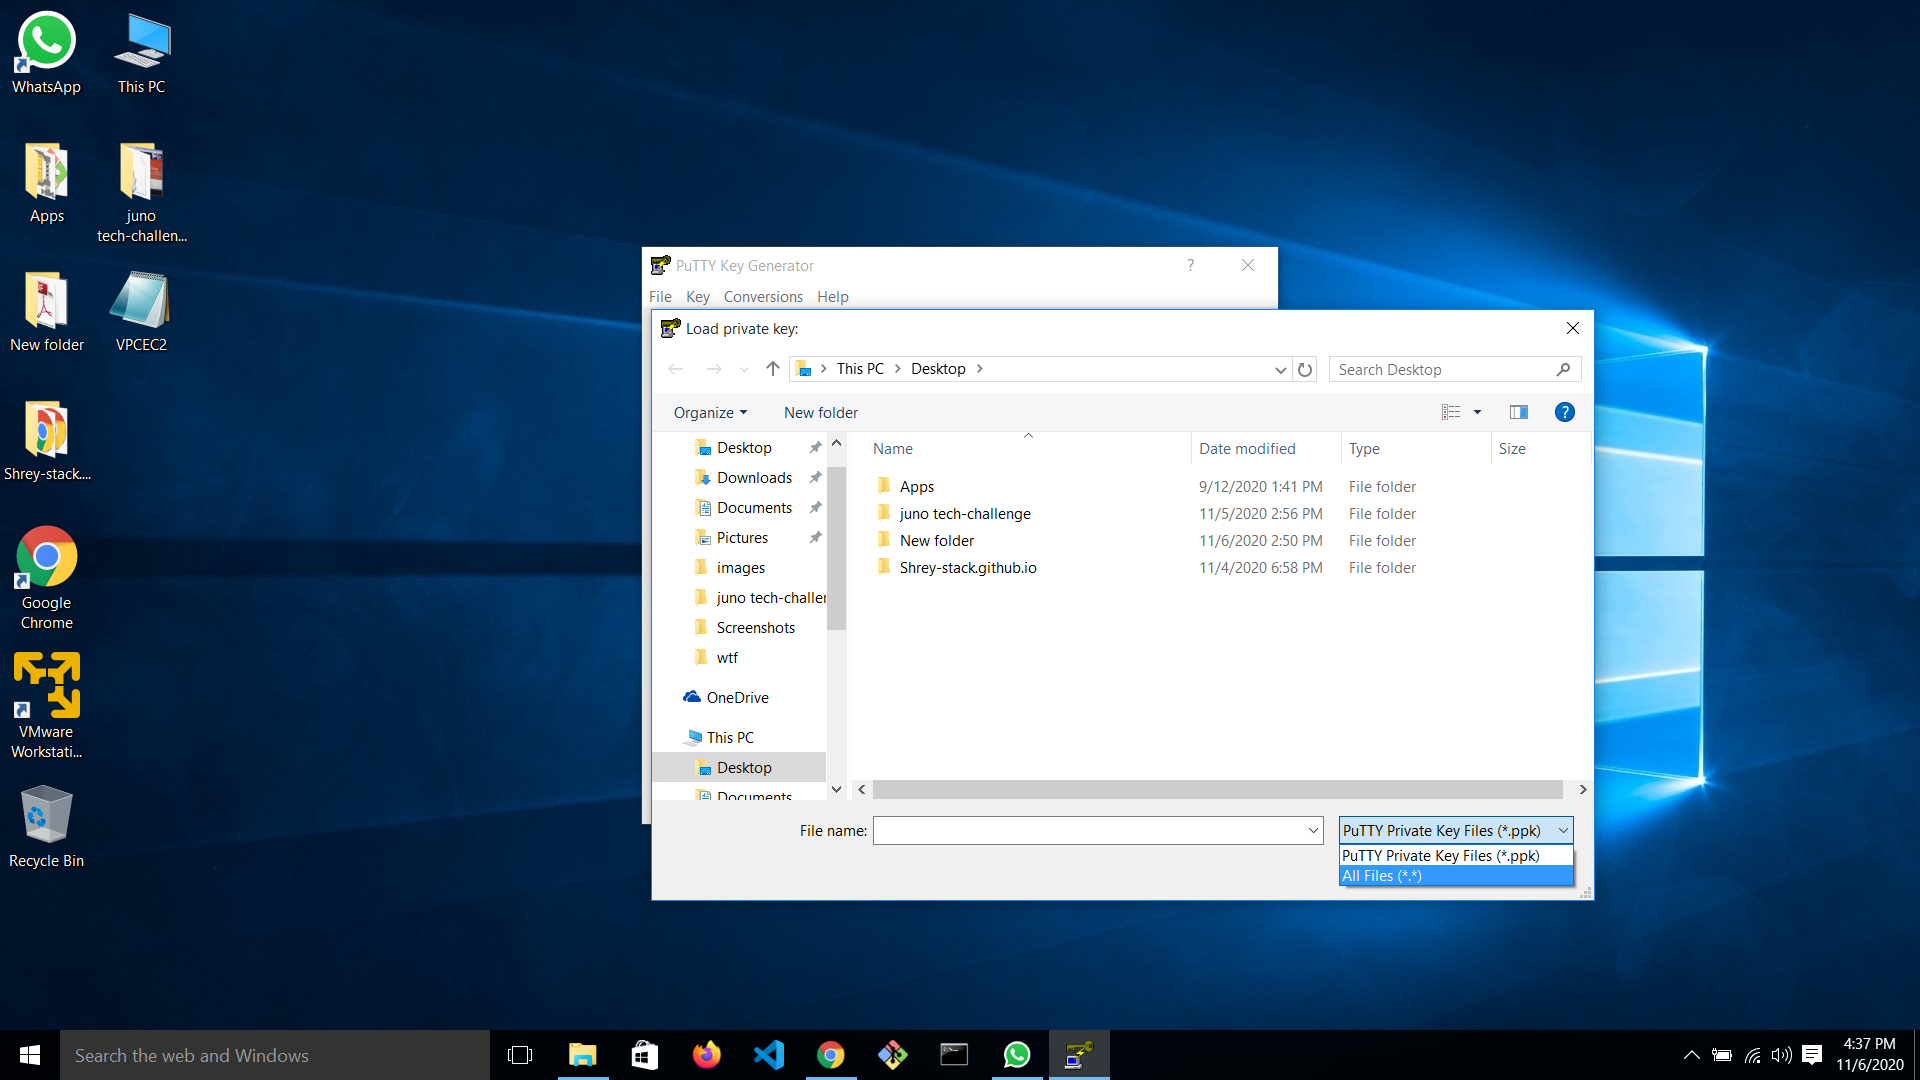 WhatsApp
This PC
Apps
juno
tech-challen...
New folder
VPCEC2
Shrey-stack....
Google
Chrome
VMware
Workstati...
Recycle Bin
PuTTY Key Generator
?
File Key Conversions Help
Load private key:
This PC > Desktop >
Search Desktop
Organize
New folder
?
Desktop
Downloads
Documents
Pictures
images
juno tech-challer
Screenshots
wtf
OneDrive
This PC
Desktop
Documents
Name Date modified Type Size
Apps 9/12/2020 1:41 PM File folder
juno tech-challenge 11/5/2020 2:56 PM File folder
New folder 11/6/2020 2:50 PM File folder
Shrey-stack.github.io 11/4/2020 6:58 PM File folder
File name:
PuTTY Private Key Files (*.ppk)
PuTTY Private Key Files (*.ppk)
All Files (*.*)
Search the web and Windows
4:37 PM
11/6/2020